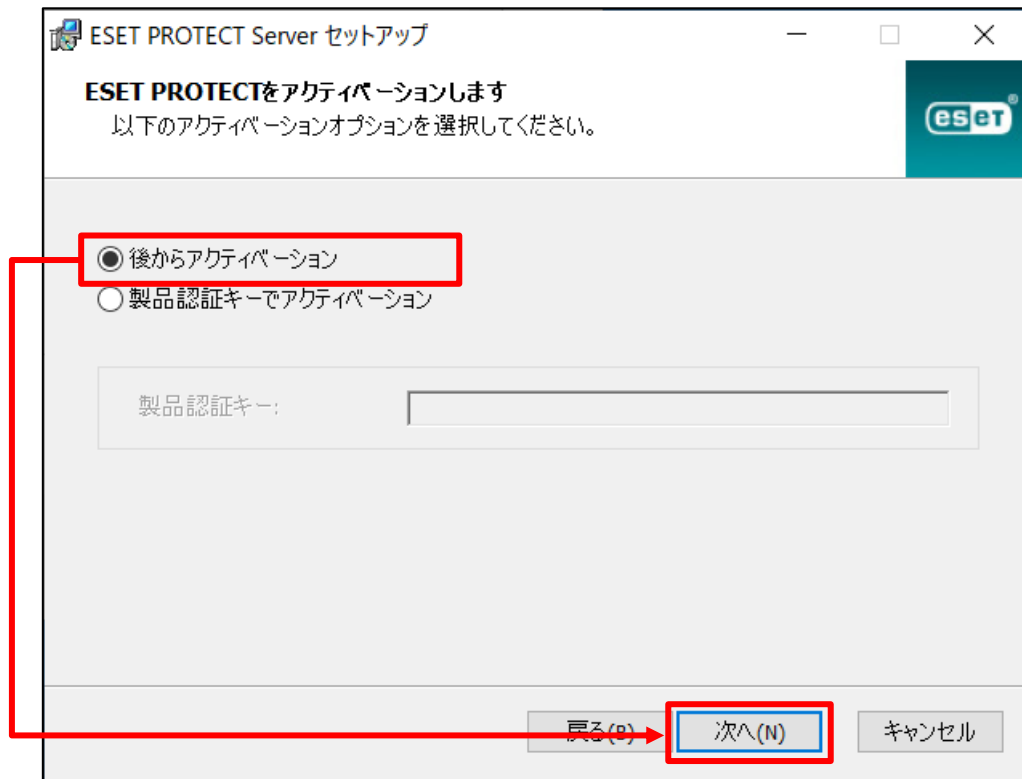 ESET PROTECT Server セットアップ
ESET PROTECTをアクティベーションします
以下のアクティベーションオプションを選択してください。
eseT®
後からアクティベーション
製品認証キーでアクティベーション
製品認証キー:
戻る(B) 次へ(N) キャンセル